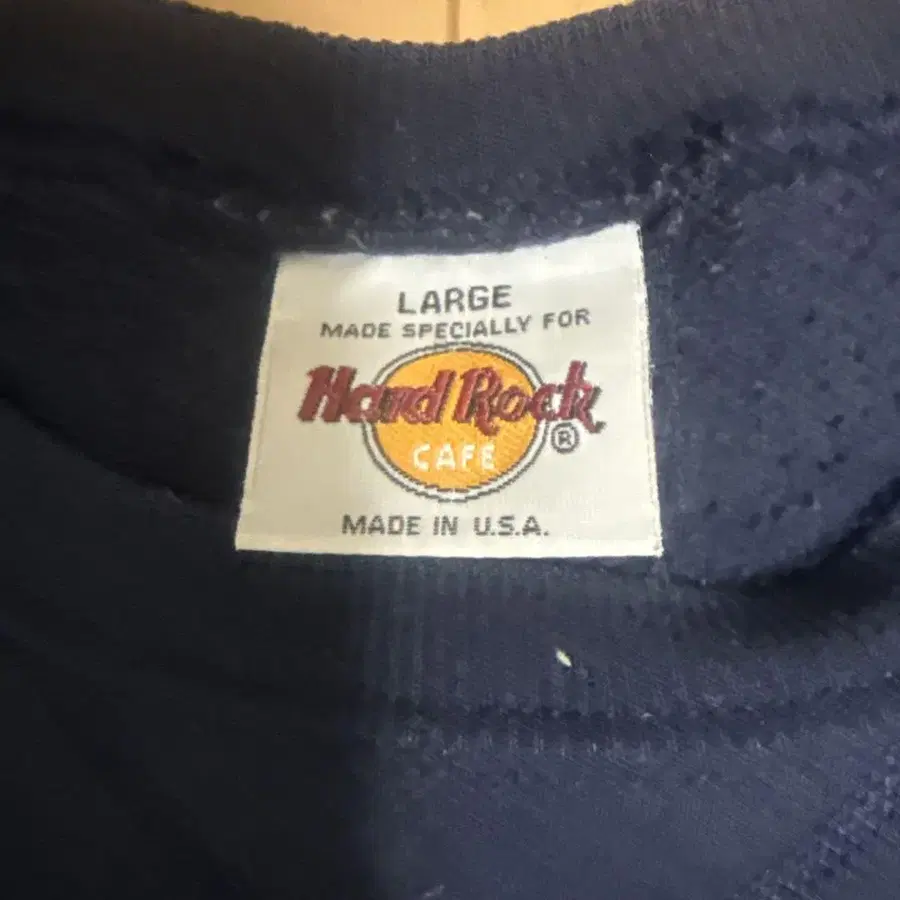 LARGE
MADE SPECIALLY FOR
Hard Rock
CAFE ®
MADE IN U.S.A.